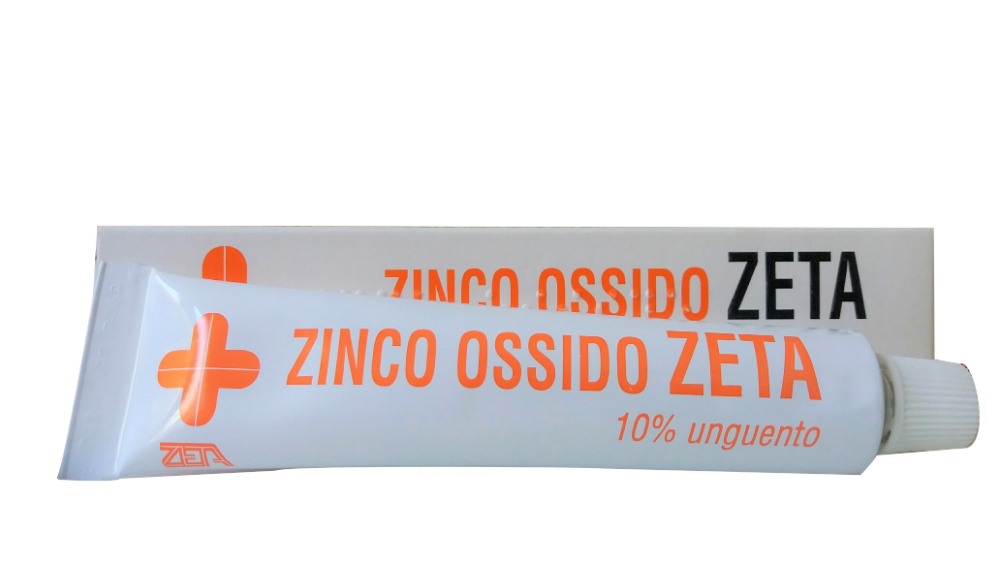 ZINCO OSSIDO ZETA
ZINCO OSSIDO ZETA
10% unguento
ZETA